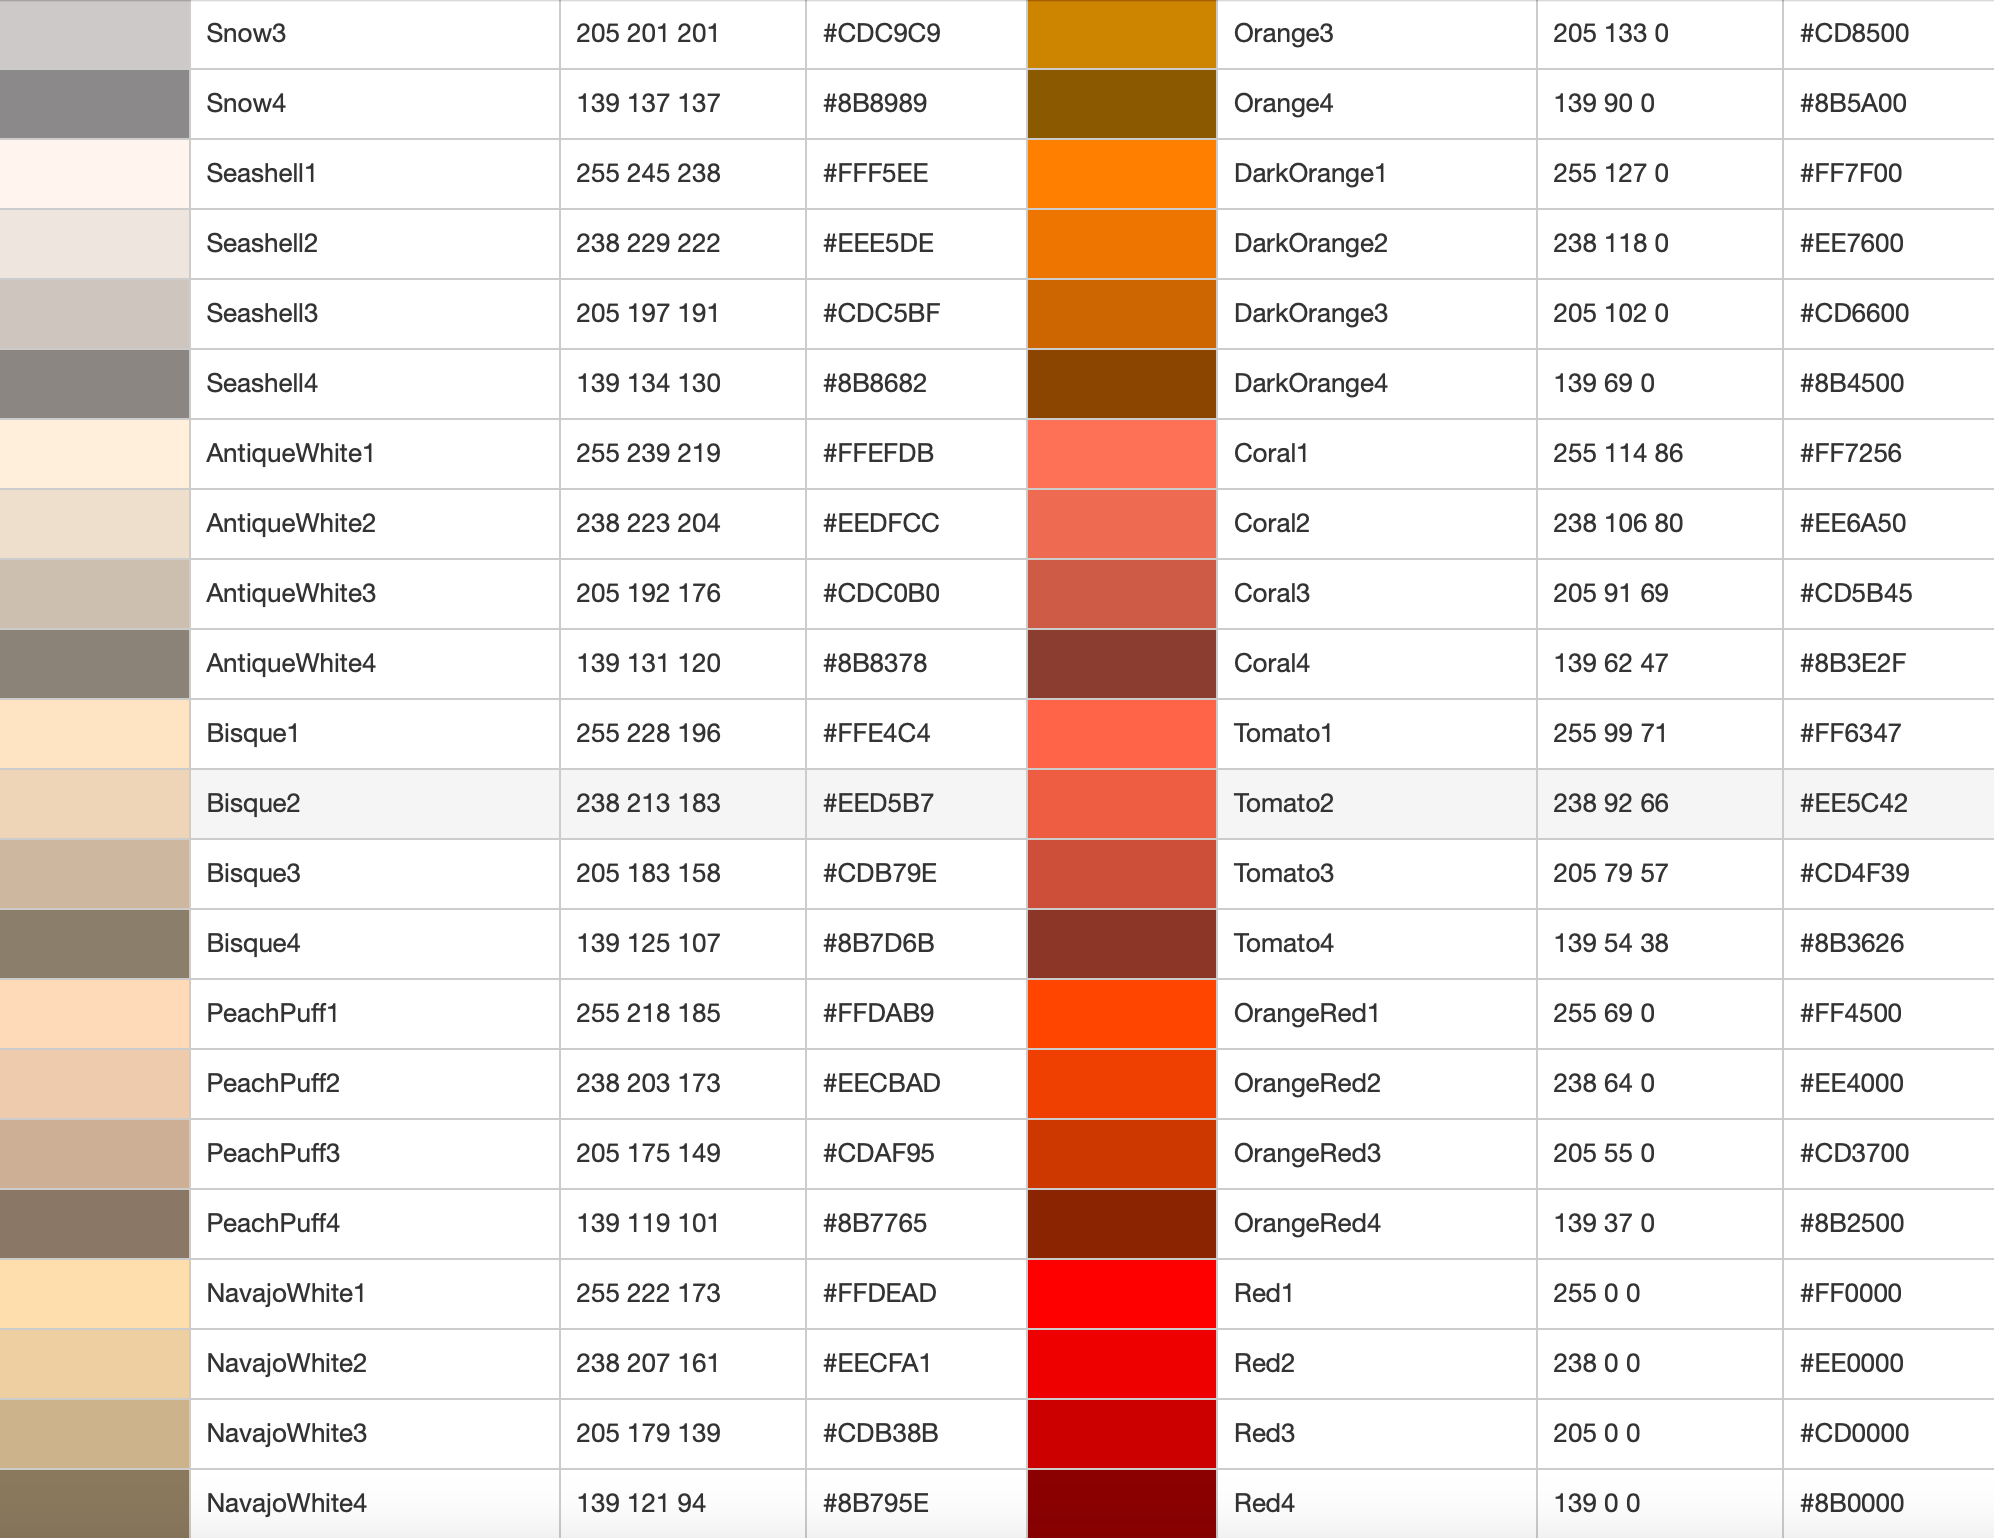 Snow3 205 201 201 #CDC9C9 Orange3 205 133 0 #CD8500
Snow4 139 137 137 #8B8989 Orange4 139 90 0 #8B5A00
Seashell1 255 245 238 #FFF5EE DarkOrange1 255 127 0 #FF7F00
Seashell2 238 229 222 #EEE5DE DarkOrange2 238 118 0 #EE7600
Seashell3 205 197 191 #CDC5BF DarkOrange3 205 102 0 #CD6600
Seashell4 139 134 130 #8B8682 DarkOrange4 139 69 0 #8B4500
AntiqueWhite1 255 239 219 #FFEFDB Coral1 255 114 86 #FF7256
AntiqueWhite2 238 223 204 #EEDFCC Coral2 238 106 80 #EE6A50
AntiqueWhite3 205 192 176 #CDC0B0 Coral3 205 91 69 #CD5B45
AntiqueWhite4 139 131 120 #8B8378 Coral4 139 62 47 #8B3E2F
Bisque1 255 228 196 #FFE4C4 Tomato1 255 99 71 #FF6347
Bisque2 238 213 183 #EED5B7 Tomato2 238 92 66 #EE5C42
Bisque3 205 183 158 #CDB79E Tomato3 205 79 57 #CD4F39
Bisque4 139 125 107 #8B7D6B Tomato4 139 54 38 #8B3626
PeachPuff1 255 218 185 #FFDAB9 OrangeRed1 255 69 0 #FF4500
PeachPuff2 238 203 173 #EECBAD OrangeRed2 238 64 0 #EE4000
PeachPuff3 205 175 149 #CDAF95 OrangeRed3 205 55 0 #CD3700
PeachPuff4 139 119 101 #8B7765 OrangeRed4 139 37 0 #8B2500
NavajoWhite1 255 222 173 #FFDEAD Red1 255 0 0 #FF0000
NavajoWhite2 238 207 161 #EECFA1 Red2 238 0 0 #EE0000
NavajoWhite3 205 179 139 #CDB38B Red3 205 0 0 #CD0000
NavajoWhite4 139 121 94 #8B795E Red4 139 0 0 #8B0000